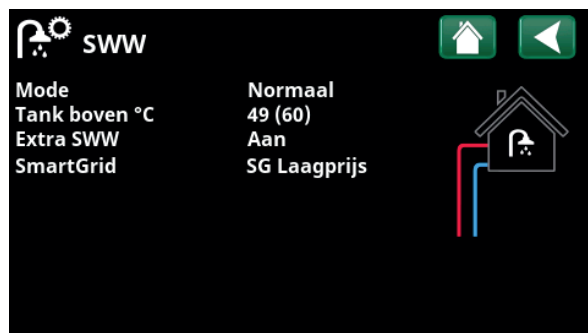 SWW
Mode Normaal
Tank boven °C 49 (60)
Extra SWW Aan
SmartGrid SG Laagprijs